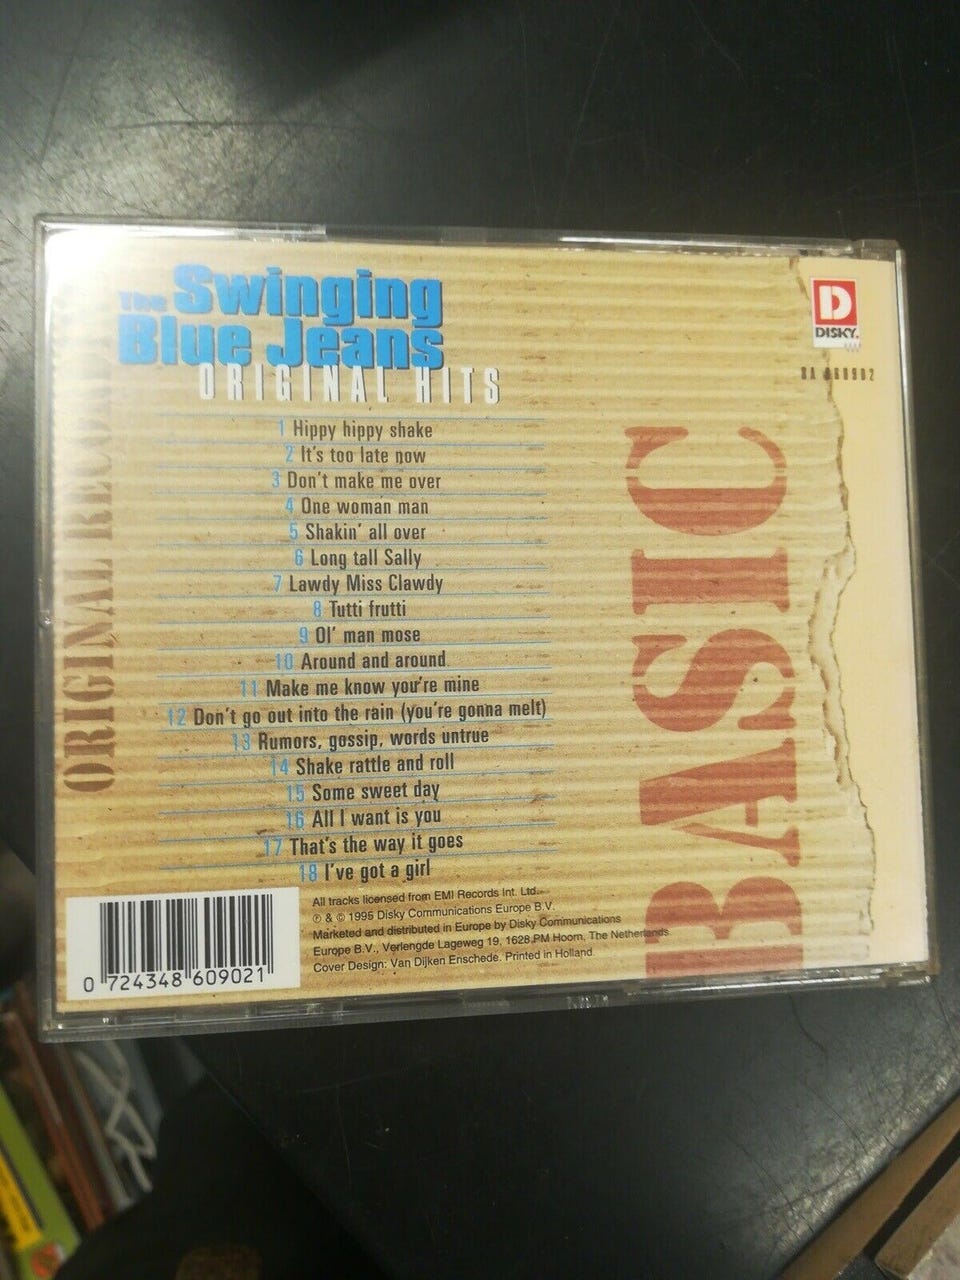 The Swinging
Blue Jeans
ORIGINAL HITS
D
DISKY.
1 Hippy hippy shake
2 It's too late now
3 Don't make me over
4 One woman man
5 Shakin' all over
6 Long tall Sally
7 Lawdy Miss Clawdy
8 Tutti frutti
9 Ol' man mose
10 Around and around
11 Make me know you're mine
12 Don't go out into the rain (you're gonna melt)
13 Rumors, gossip, words untrue
14 Shake rattle and roll
15 Some sweet day
16 All I want is you
17 That's the way it goes
18 I've got a girl
ORIGINAL
BASIC
All tracks licensed from EMI Records Int. Ltd.
℗ & © 1995 Disky Communications Europe B.V.
Marketed and distributed in Europe by Disky Communications
Europe B.V., Verlengde Lageweg 19, 1628 PM Hoorn, The Netherlands
Cover Design: Van Dijken Enschede. Printed in Holland
0 724348 609021